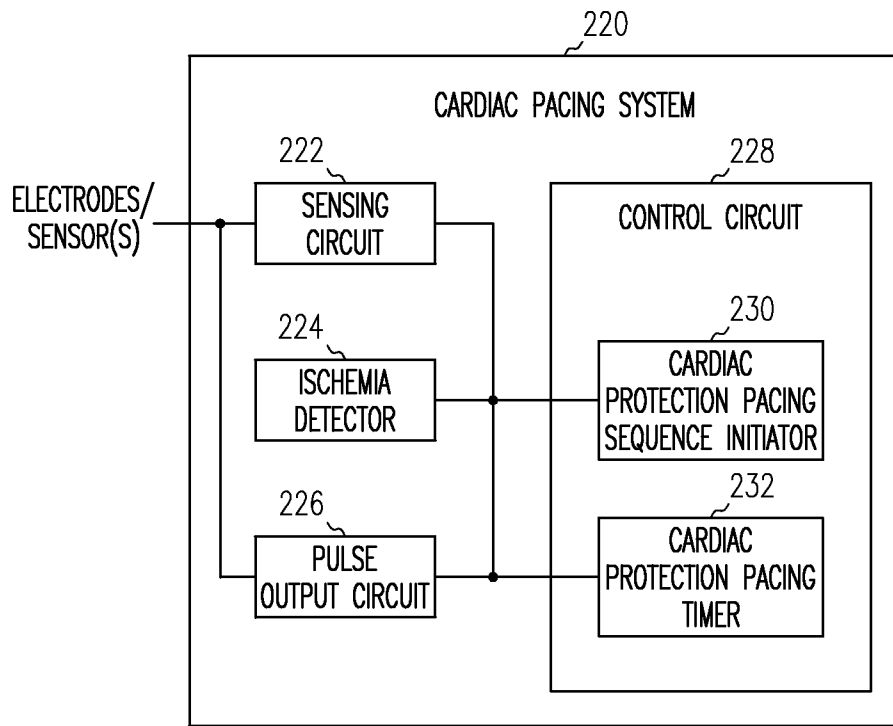 220
CARDIAC PACING SYSTEM
222
228
ELECTRODES/
SENSOR(S)
SENSING
CIRCUIT
CONTROL CIRCUIT
224
230
ISCHEMIA
DETECTOR
CARDIAC
PROTECTION PACING
SEQUENCE INITIATOR
226
232
PULSE
OUTPUT CIRCUIT
CARDIAC
PROTECTION PACING
TIMER